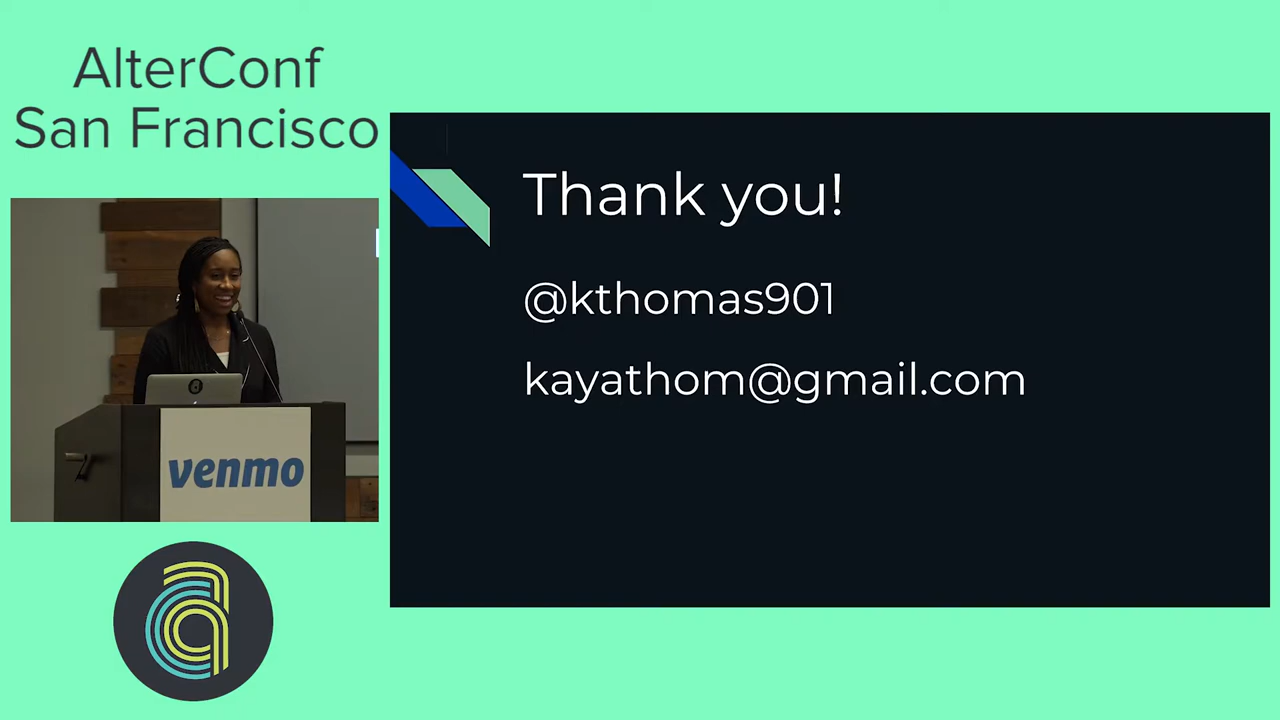 AlterConf
San Francisco
Thank you!
@kthomas901
kayathom@gmail.com
venmo